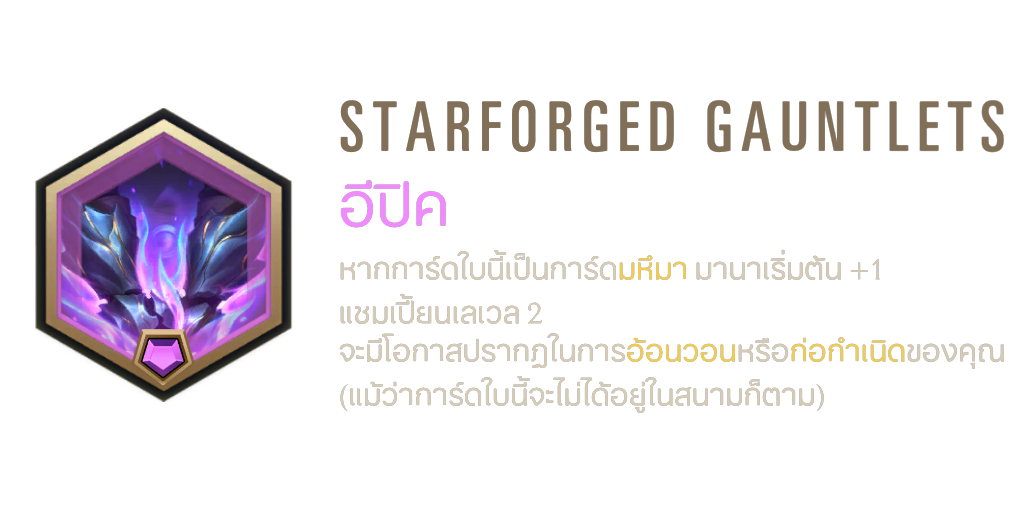 STARFORGED GAUNTLETS
อีปิค
หากการ์ดใบนี้เป็นการ์ดมหึมา มานาเริ่มต้น +1
แชมเปี้ยนเลเวล 2
จะมีโอกาสปรากฏในการอ้อนวอนหรือก่อกำเนิดของคุณ
(แม้ว่าการ์ดใบนี้จะไม่ได้อยู่ในสนามก็ตาม)